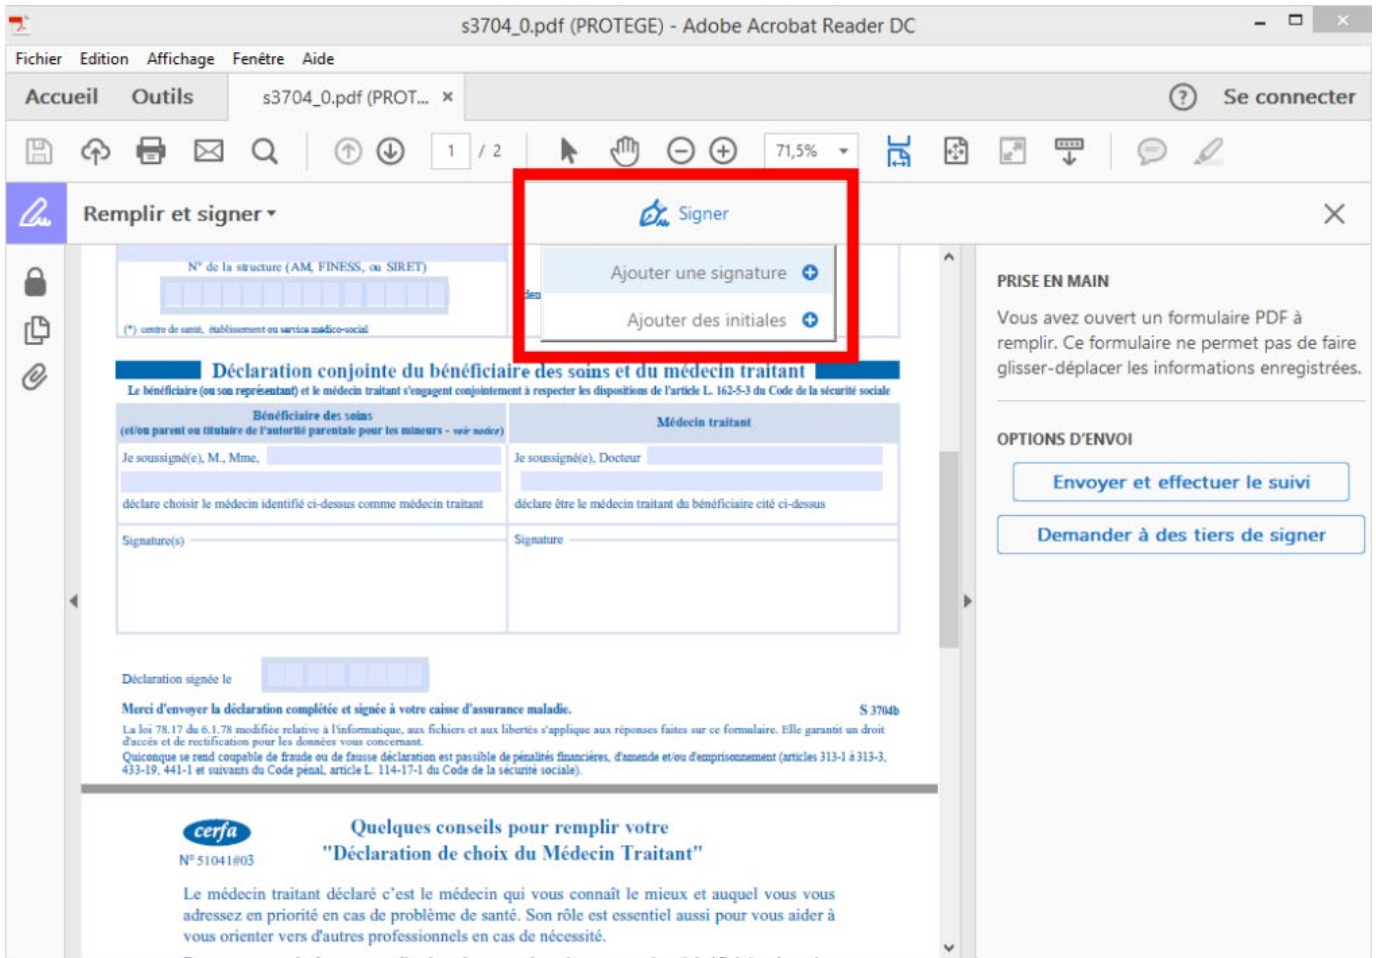 s3704_0.pdf (PROTEGE) - Adobe Acrobat Reader DC
Fichier Edition Affichage Fenêtre Aide
Accueil Outils s3704_0.pdf (PROT... × ? Se connecter
1 / 2 71,5%
Remplir et signer
Signer
Ajouter une signature
Ajouter des initiales
N° de la structure (AM, FINESS, ou SIRET)
(*) centre de santé, établissement ou service médico-social
Déclaration conjointe du bénéficiaire des soins et du médecin traitant
Le bénéficiaire (ou son représentant) et le médecin traitant s'engagent conjointement à respecter les dispositions de l'article L. 162-5-3 du Code de la sécurité sociale
Bénéficiaire des soins
(et/ou parent ou titulaire de l'autorité parentale pour les mineurs - voir notice)
Médecin traitant
Je soussigné(e), M., Mme,
déclare choisir le médecin identifié ci-dessus comme médecin traitant
Je soussigné(e), Docteur
déclare être le médecin traitant du bénéficiaire cité ci-dessus
Signature(s)
Signature
Déclaration signée le
Merci d'envoyer la déclaration complétée et signée à votre caisse d'assurance maladie. S 3704b
La loi 78.17 du 6.1.78 modifiée relative à l'informatique, aux fichiers et aux libertés s'applique aux réponses faites sur ce formulaire. Elle garantit un droit
d'accés et de rectification pour les données vous concernant.
Quiconque se rend coupable de fraude ou de fausse déclaration est passible de pénalités financières, d'amende et/ou d'emprisonnement (articles 313-1 à 313-3,
433-19, 441-1 et suivants du Code pénal, article L. 114-17-1 du Code de la sécurité sociale).
cerfa
N° 51041#03
Quelques conseils pour remplir votre
"Déclaration de choix du Médecin Traitant"
Le médecin traitant déclaré c'est le médecin qui vous connaît le mieux et auquel vous vous
adressez en priorité en cas de problème de santé. Son rôle est essentiel aussi pour vous aider à
vous orienter vers d'autres professionnels en cas de nécessité.
PRISE EN MAIN
Vous avez ouvert un formulaire PDF à
remplir. Ce formulaire ne permet pas de faire
glisser-déplacer les informations enregistrées.
OPTIONS D'ENVOI
Envoyer et effectuer le suivi
Demander à des tiers de signer